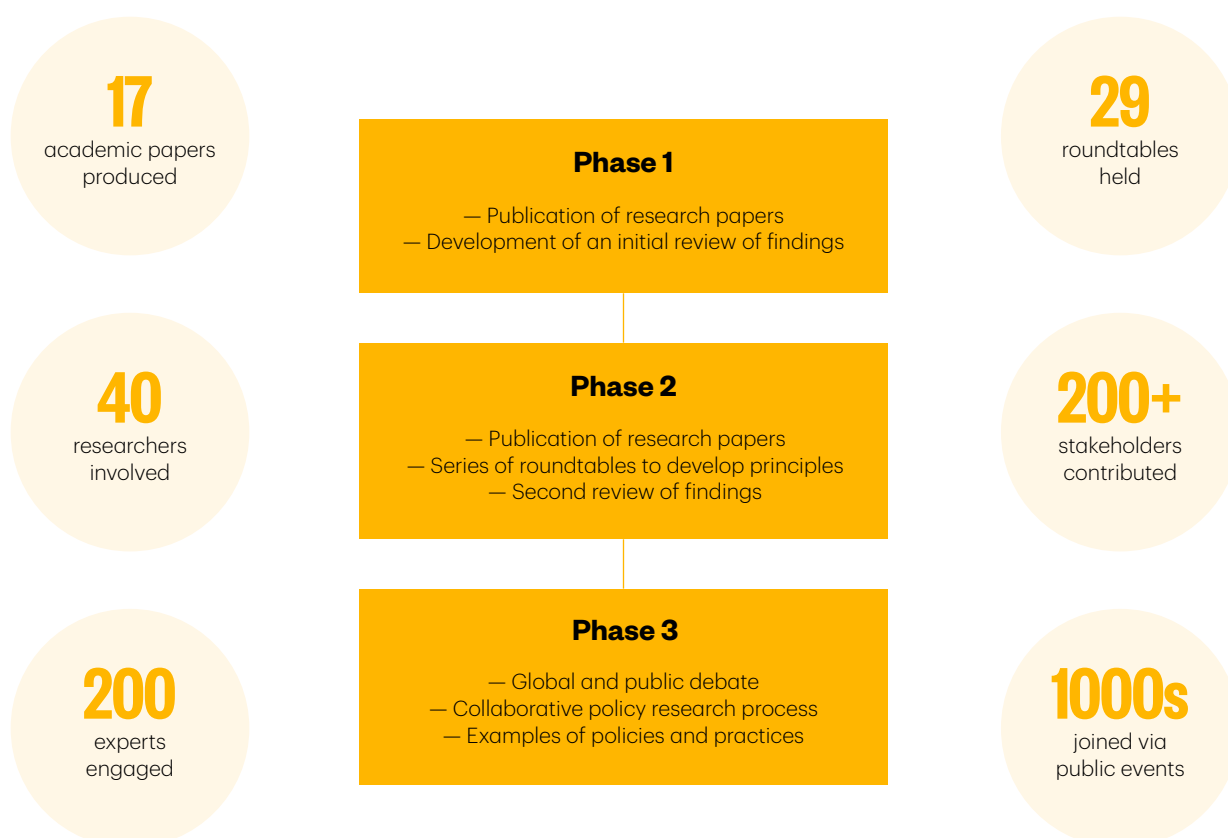 17
academic papers
produced
40
researchers
involved
200
experts
engaged
Phase 1
— Publication of research papers
— Development of an initial review of findings
Phase 2
— Publication of research papers
— Series of roundtables to develop principles
— Second review of findings
Phase 3
— Global and public debate
— Collaborative policy research process
— Examples of policies and practices
29
roundtables
held
200+
stakeholders
contributed
1000s
joined via
public events